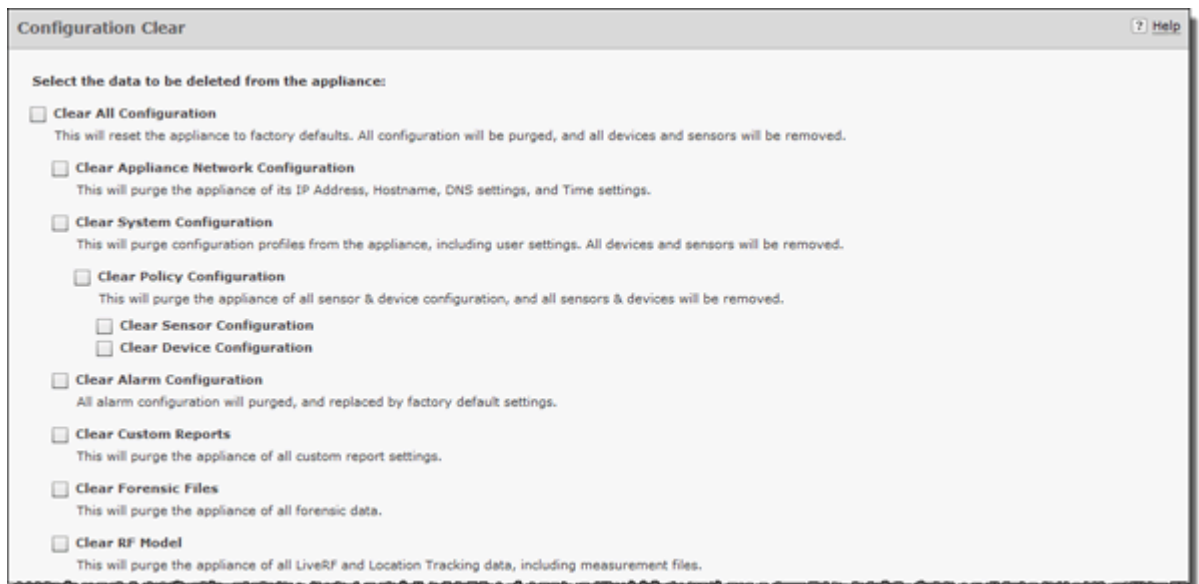 Configuration Clear
? Help
Select the data to be deleted from the appliance:
Clear All Configuration
This will reset the appliance to factory defaults. All configuration will be purged, and all devices and sensors will be removed.
Clear Appliance Network Configuration
This will purge the appliance of its IP Address, Hostname, DNS settings, and Time settings.
Clear System Configuration
This will purge configuration profiles from the appliance, including user settings. All devices and sensors will be removed.
Clear Policy Configuration
This will purge the appliance of all sensor & device configuration, and all sensors & devices will be removed.
Clear Sensor Configuration
Clear Device Configuration
Clear Alarm Configuration
All alarm configuration will purged, and replaced by factory default settings.
Clear Custom Reports
This will purge the appliance of all custom report settings.
Clear Forensic Files
This will purge the appliance of all forensic data.
Clear RF Model
This will purge the appliance of all LiveRF and Location Tracking data, including measurement files.